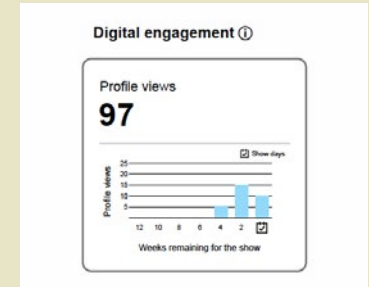 Digital engagement ⓘ
Profile views
97
Show days
Profile views
25
20
15
10
5
12 10 8 6 4 2
Weeks remaining for the show